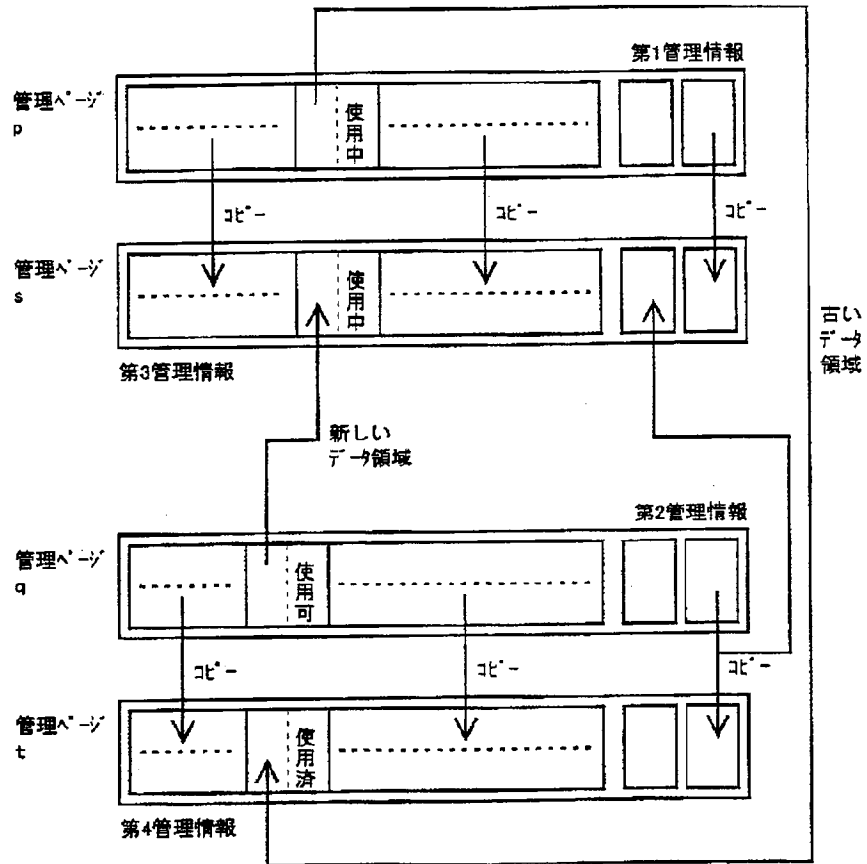 第1管理情報
管理ページ
p
使用中
コピー
コピー
コピー
管理ページ
s
使用中
第3管理情報
古い
データ
領域
新しい
データ領域
第2管理情報
管理ページ
q
使用可
コピー
コピー
コピー
管理ページ
t
使用済
第4管理情報